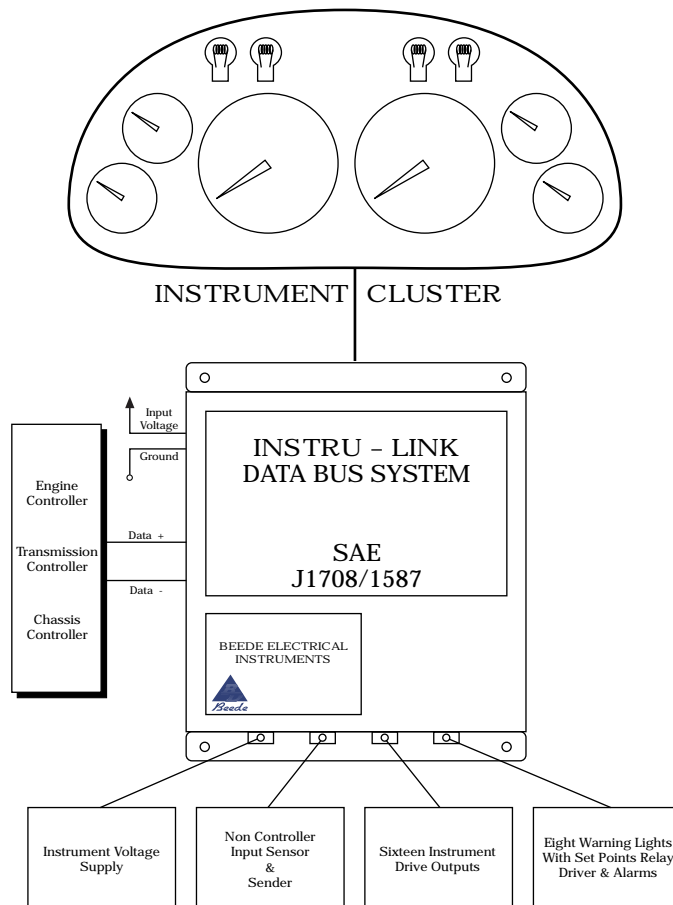 INSTRUMENT CLUSTER
Input
Voltage
Ground
INSTRU – LINK
DATA BUS SYSTEM
SAE
J1708/1587
Engine
Controller
Transmission
Controller
Chassis
Controller
Data +
Data -
BEEDE ELECTRICAL
INSTRUMENTS
Beede
Instrument Voltage
Supply
Non Controller
Input Sensor
&
Sender
Sixteen Instrument
Drive Outputs
Eight Warning Lights
With Set Points Relay
Driver & Alarms